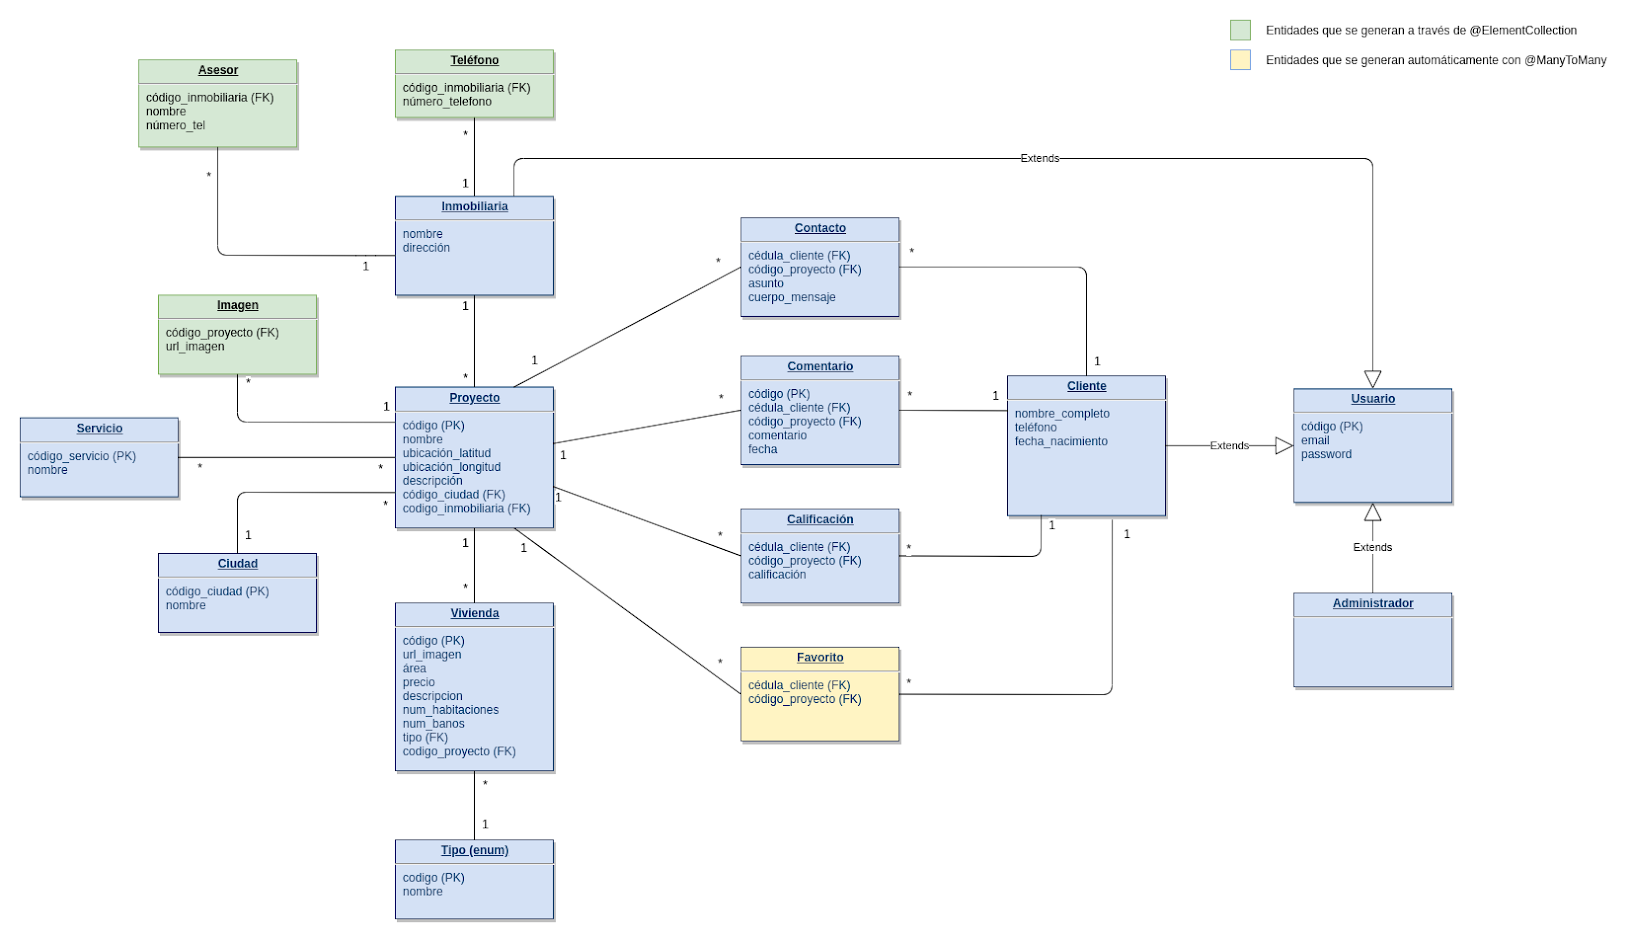 Entidades que se generan a través de @ElementCollection
Entidades que se generan automáticamente con @ManyToMany
Asesor
código_inmobiliaria (FK)
nombre
número_tel
*
1
Teléfono
código_inmobiliaria (FK)
número_telefono
*
1
Extends
Inmobiliaria
nombre
dirección
1
*
Imagen
código_proyecto (FK)
url_imagen
*
1
Servicio
código_servicio (PK)
nombre
*
*
Ciudad
código_ciudad (PK)
nombre
1
*
Proyecto
código (PK)
nombre
ubicación_latitud
ubicación_longitud
descripción
código_ciudad (FK)
codigo_inmobiliaria (FK)
1
*
1
*
1
*
1
*
1
*
Vivienda
código (PK)
url_imagen
área
precio
descripcion
num_habitaciones
num_banos
tipo (FK)
codigo_proyecto (FK)
*
1
Tipo (enum)
codigo (PK)
nombre
Contacto
cédula_cliente (FK)
código_proyecto (FK)
asunto
cuerpo_mensaje
*
1
Comentario
código (PK)
cédula_cliente (FK)
código_proyecto (FK)
comentario
fecha
*
1
Calificación
cédula_cliente (FK)
código_proyecto (FK)
calificación
*
1
Favorito
cédula_cliente (FK)
código_proyecto (FK)
*
1
Cliente
nombre_completo
teléfono
fecha_nacimiento
Extends
Usuario
código (PK)
email
password
Extends
Administrador